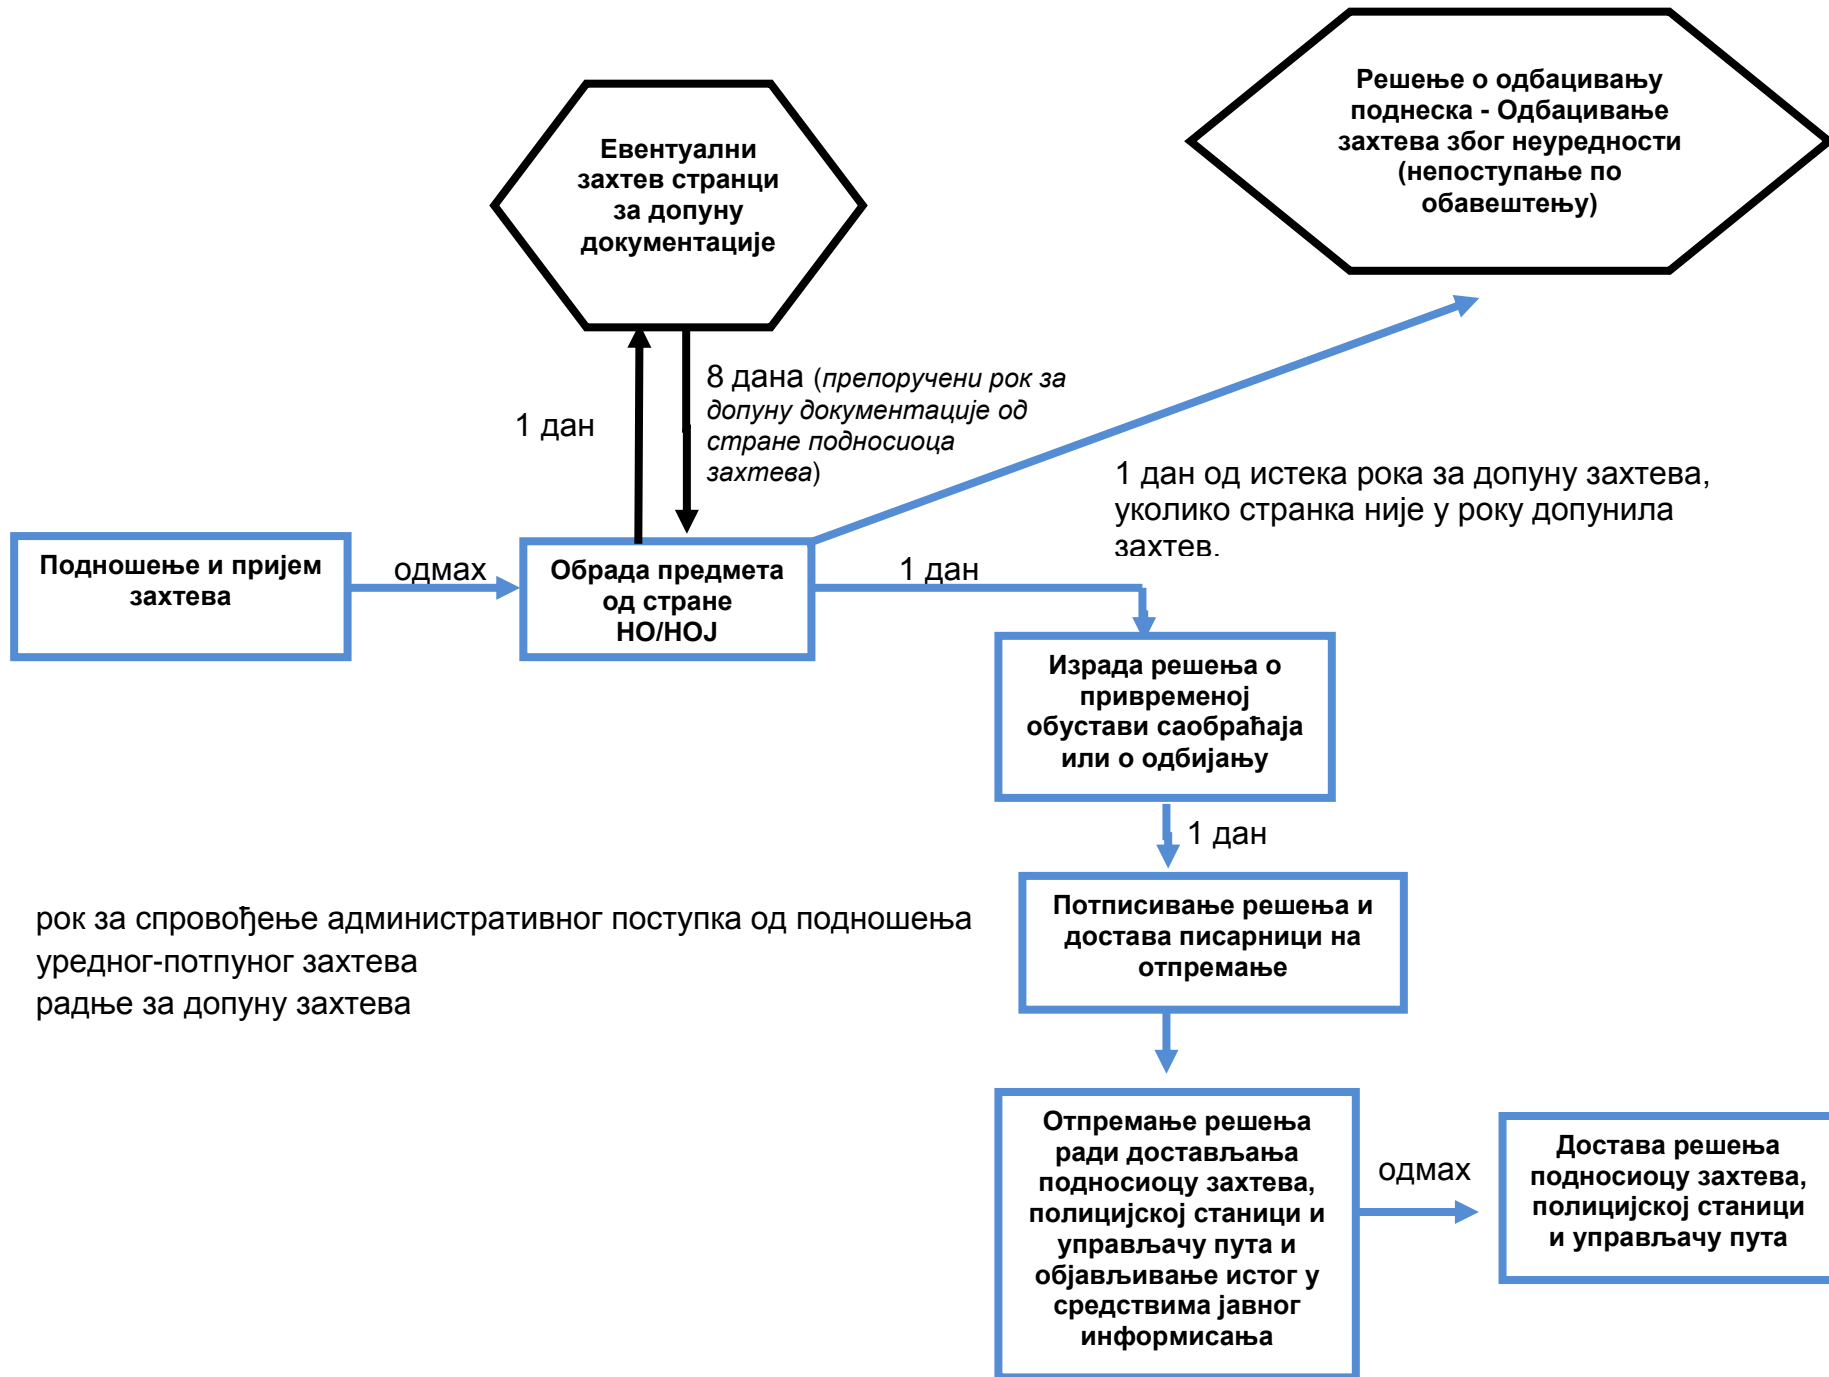 Решење о одбацивању
поднеска - Одбацивање
захтева због неуредности
(непоступање по
обавештењу)
Евентуални
захтев странци
за допуну
документације
8 дана (препоручени рок за
допуну документације од
стране подносиоца
захтева)
1 дан
1 дан од истека рока за допуну захтева,
уколико странка није у року допунила
захтев.
Подношење и пријем
захтева
одмах
Обрада предмета
од стране
НО/НОЈ
1 дан
Израда решења о
привременој
обустави саобраћаја
или о одбијању
1 дан
Потписивање решења и
достава писарници на
отпремање
рок за спровођење административног поступка од подношења
уредног-потпуног захтева
радње за допуну захтева
Отпремање решења
ради достављања
подносиоцу захтева,
полицијској станици и
управљачу пута и
објављивање истог у
средствима јавног
информисања
одмах
Достава решења
подносиоцу захтева,
полицијској станици
и управљачу пута